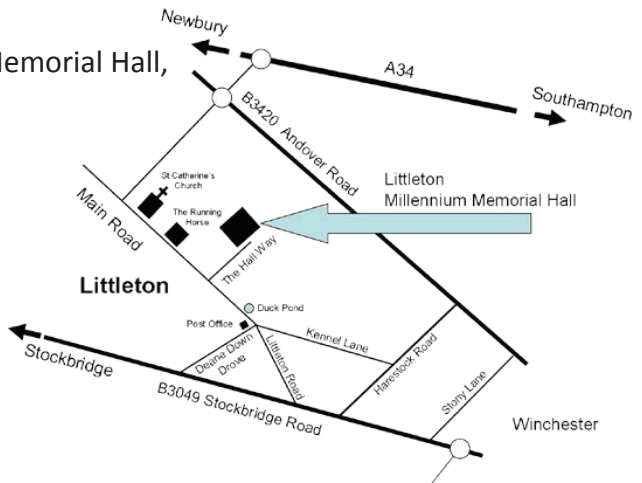 Newbury
Memorial Hall,
A34
Southampton
B3420 Andover Road
St Catherine's
Church
Littleton
Millennium Memorial Hall
Main Road
The Running
Horse
The Hall Way
Littleton
Duck Pond
Post Office
Kennel Lane
Stockbridge
Deane Down
Drove
Littleton Road
Harestock Road
Stony Lane
B3049 Stockbridge Road
Winchester